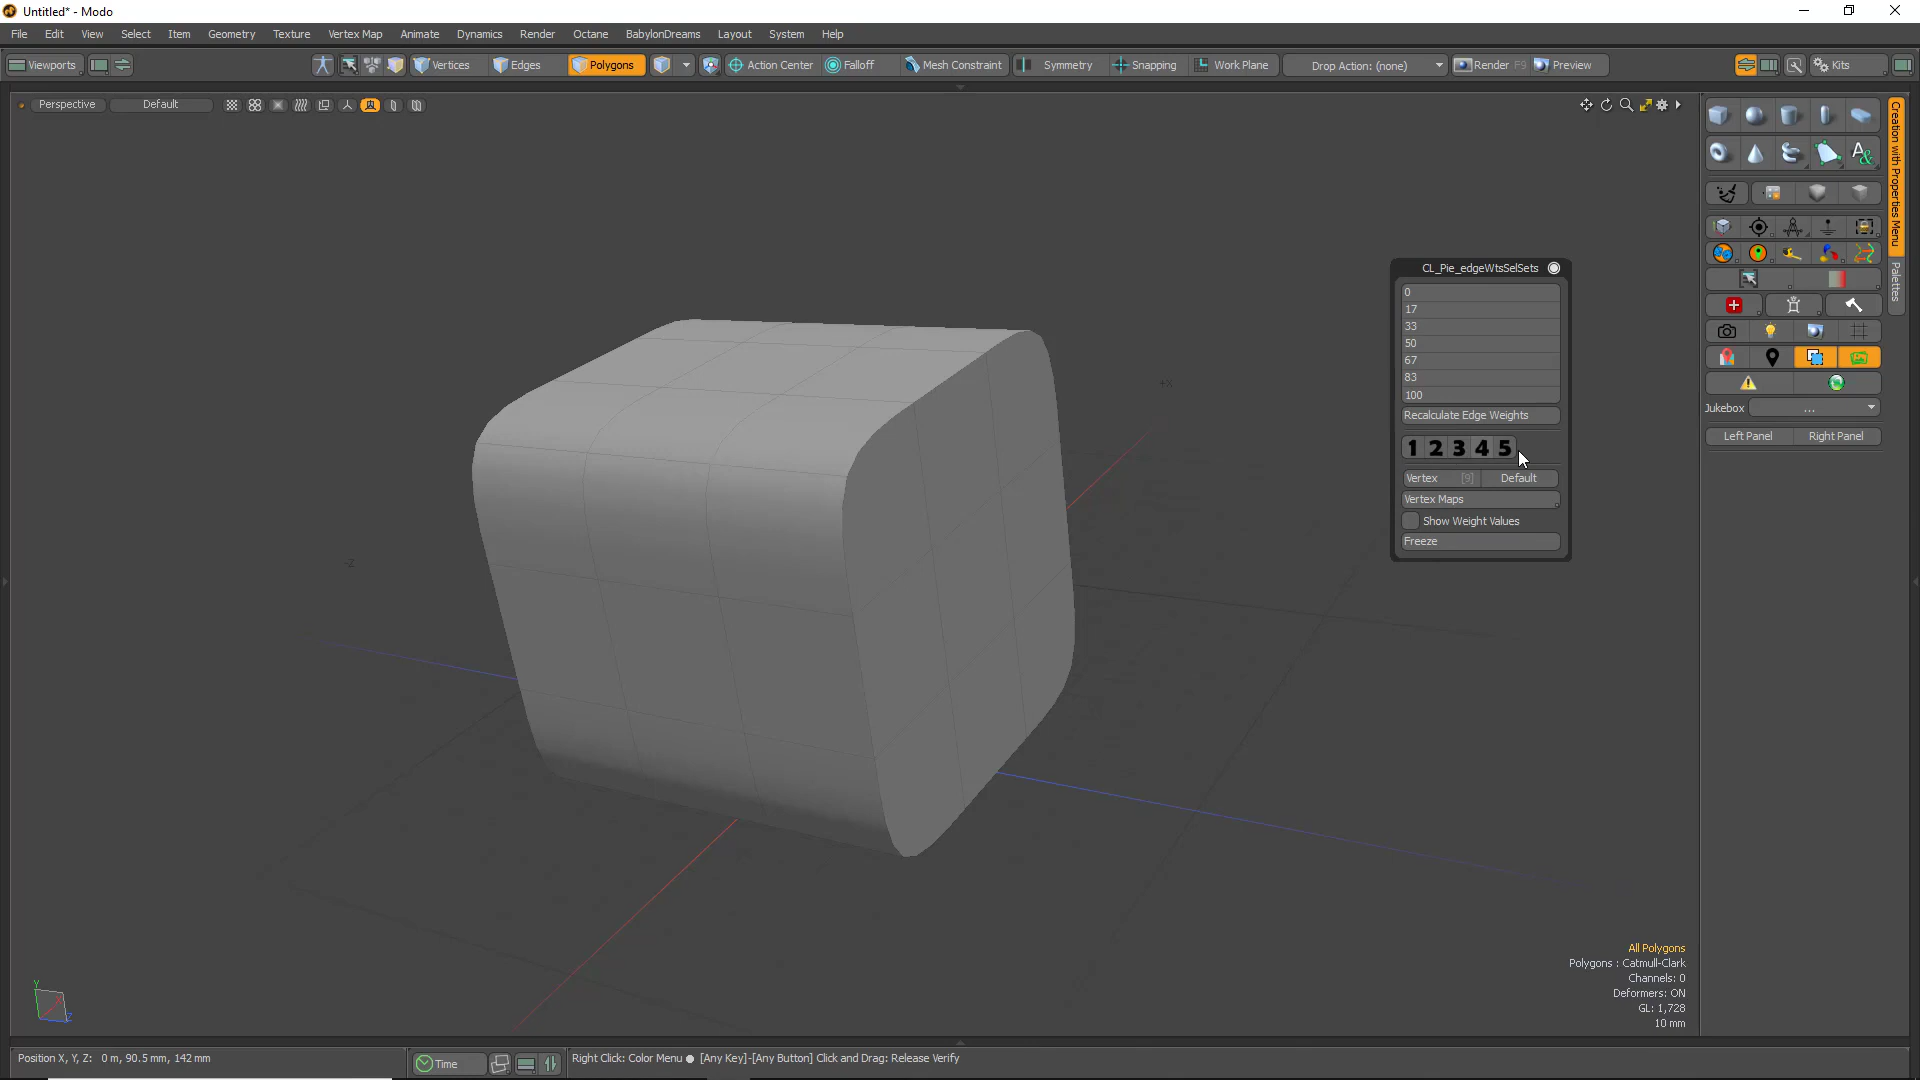 Untitled* - Modo
File Edit View Select Item Geometry Texture Vertex Map Animate Dynamics Render Octane BabylonDreams Layout System Help
Viewports Vertices Edges Polygons Action Center Falloff Mesh Constraint Symmetry Snapping Work Plane Drop Action: (none) Render F9 Preview Kits
Perspective Default
Creation with Properties Menu
Palettes
CL_Pie_edgeWtsSelSets
0
17
33
50
67
83
100
Recalculate Edge Weights
1 2 3 4 5
Vertex [9] Default
Vertex Maps
Show Weight Values
Freeze
Jukebox ...
Left Panel Right Panel
+X
-Z
All Polygons
Polygons : Catmull-Clark
Channels: 0
Deformers: ON
GL: 1,728
10 mm
Y
X
Z
Position X, Y, Z: 0 m, 90.5 mm, 142 mm
Time
Right Click: Color Menu ● [Any Key]-[Any Button] Click and Drag: Release Verify